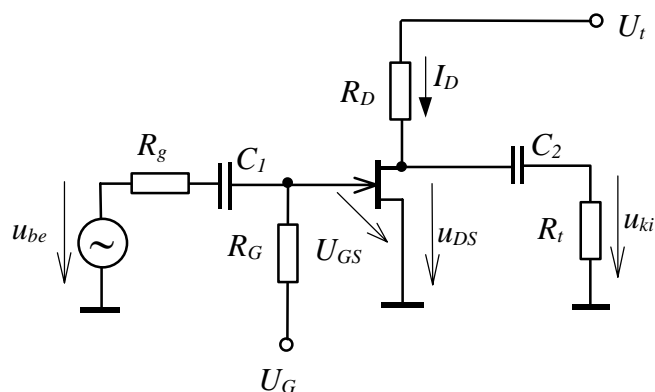 U_t
I_D
R_D
R_g
C_1
C_2
u_be
~
R_G
U_GS
u_DS
R_t
u_ki
U_G